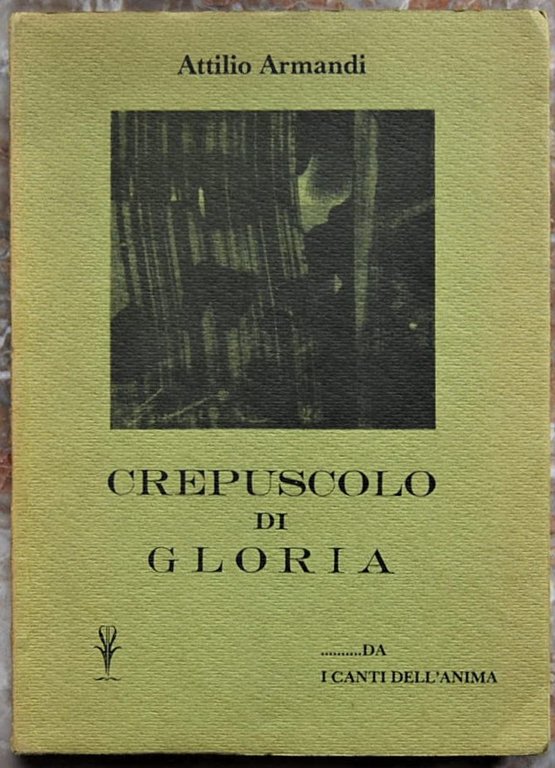 Attilio Armandi
CREPUSCOLO
DI
GLORIA
..........DA
I CANTI DELL'ANIMA